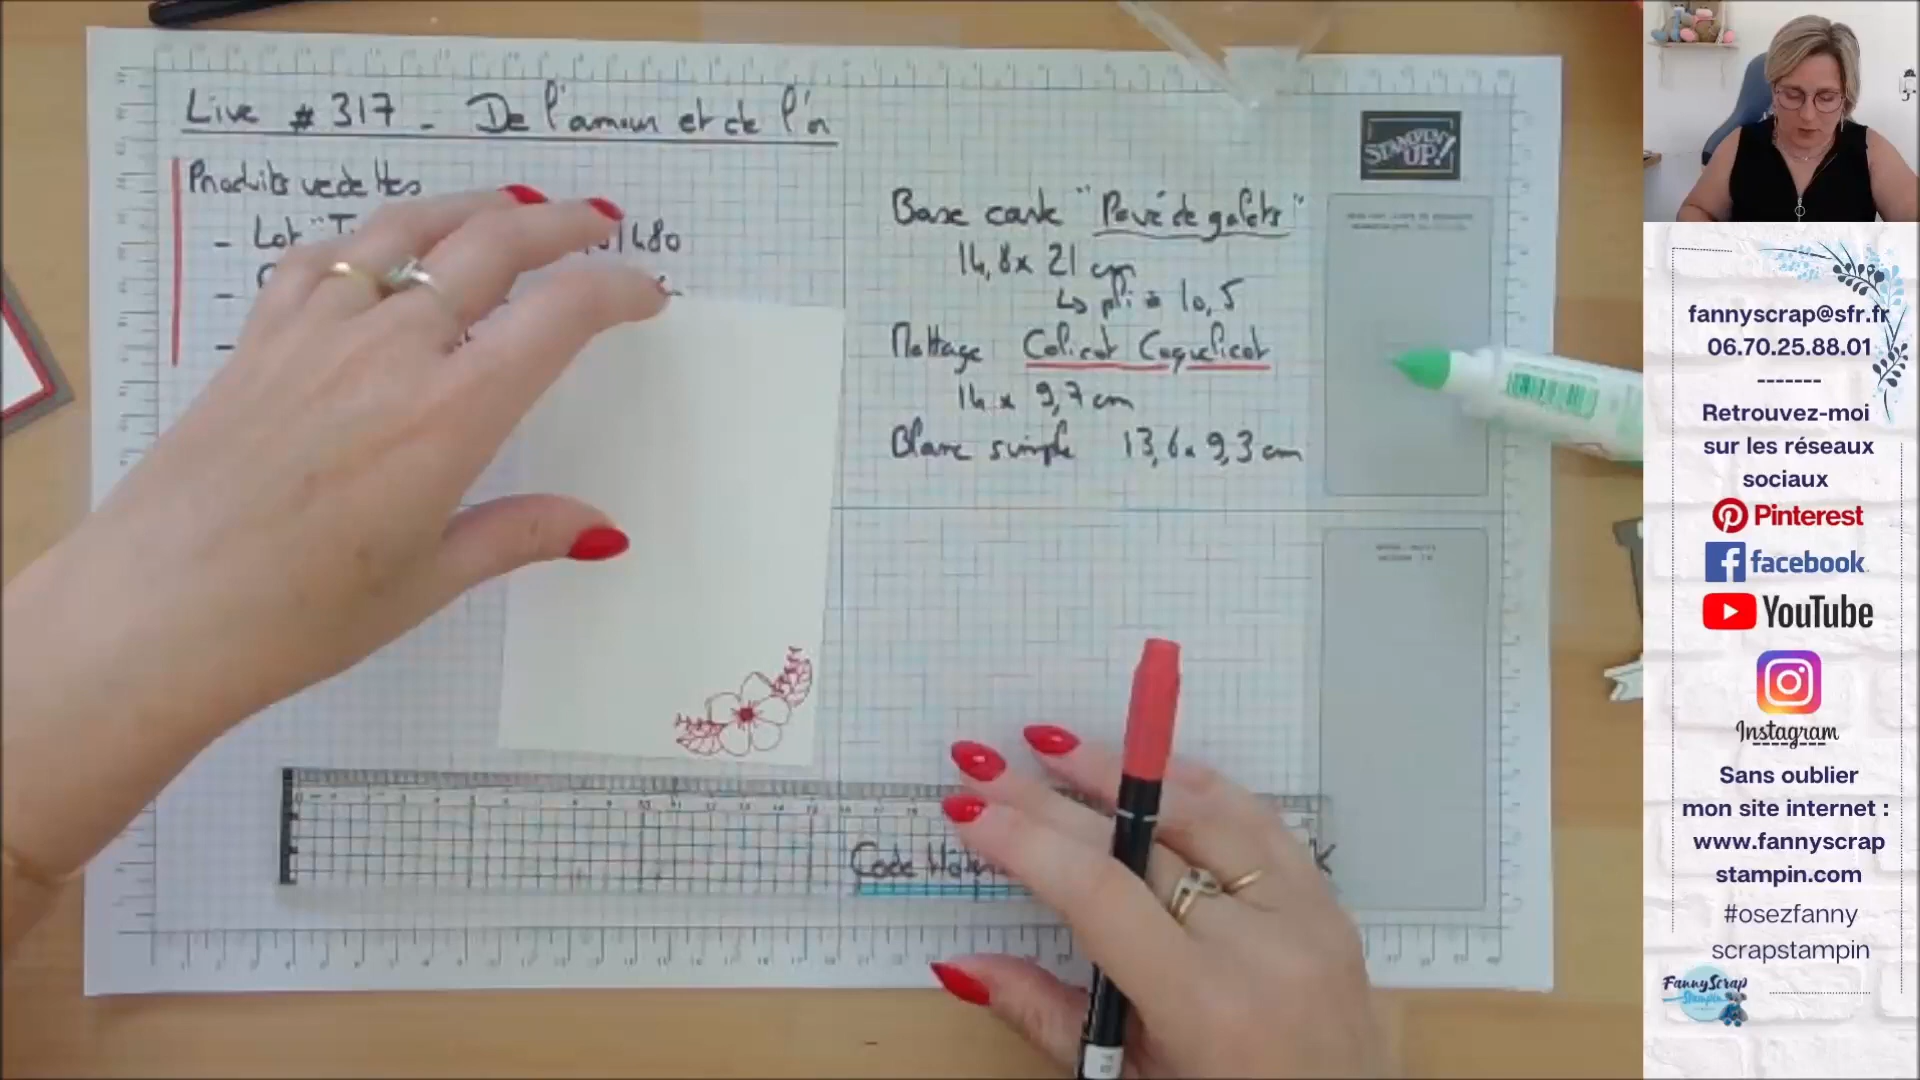 Live # 317 - De l'amour et de l'or
Produits vedettes
- Lot "T
1480
-
-
Base carte "Pavé de galets"
14,8 x 21 cm
↳ pli à 10,5
Mattage Calicot Coquelicot
14 x 9,7 cm
Blanc simple 13,6 x 9,3 cm
Code Hôte
K
STAMPIN' UP!
fannyscrap@sfr.fr
06.70.25.88.01
-------
Retrouvez-moi
sur les réseaux
sociaux
Pinterest
facebook
YouTube
Instagram
-------
Sans oublier
mon site internet :
www.fannyscrap
stampin.com
#osezfanny
scrapstampin
FannyScrap
Stampin